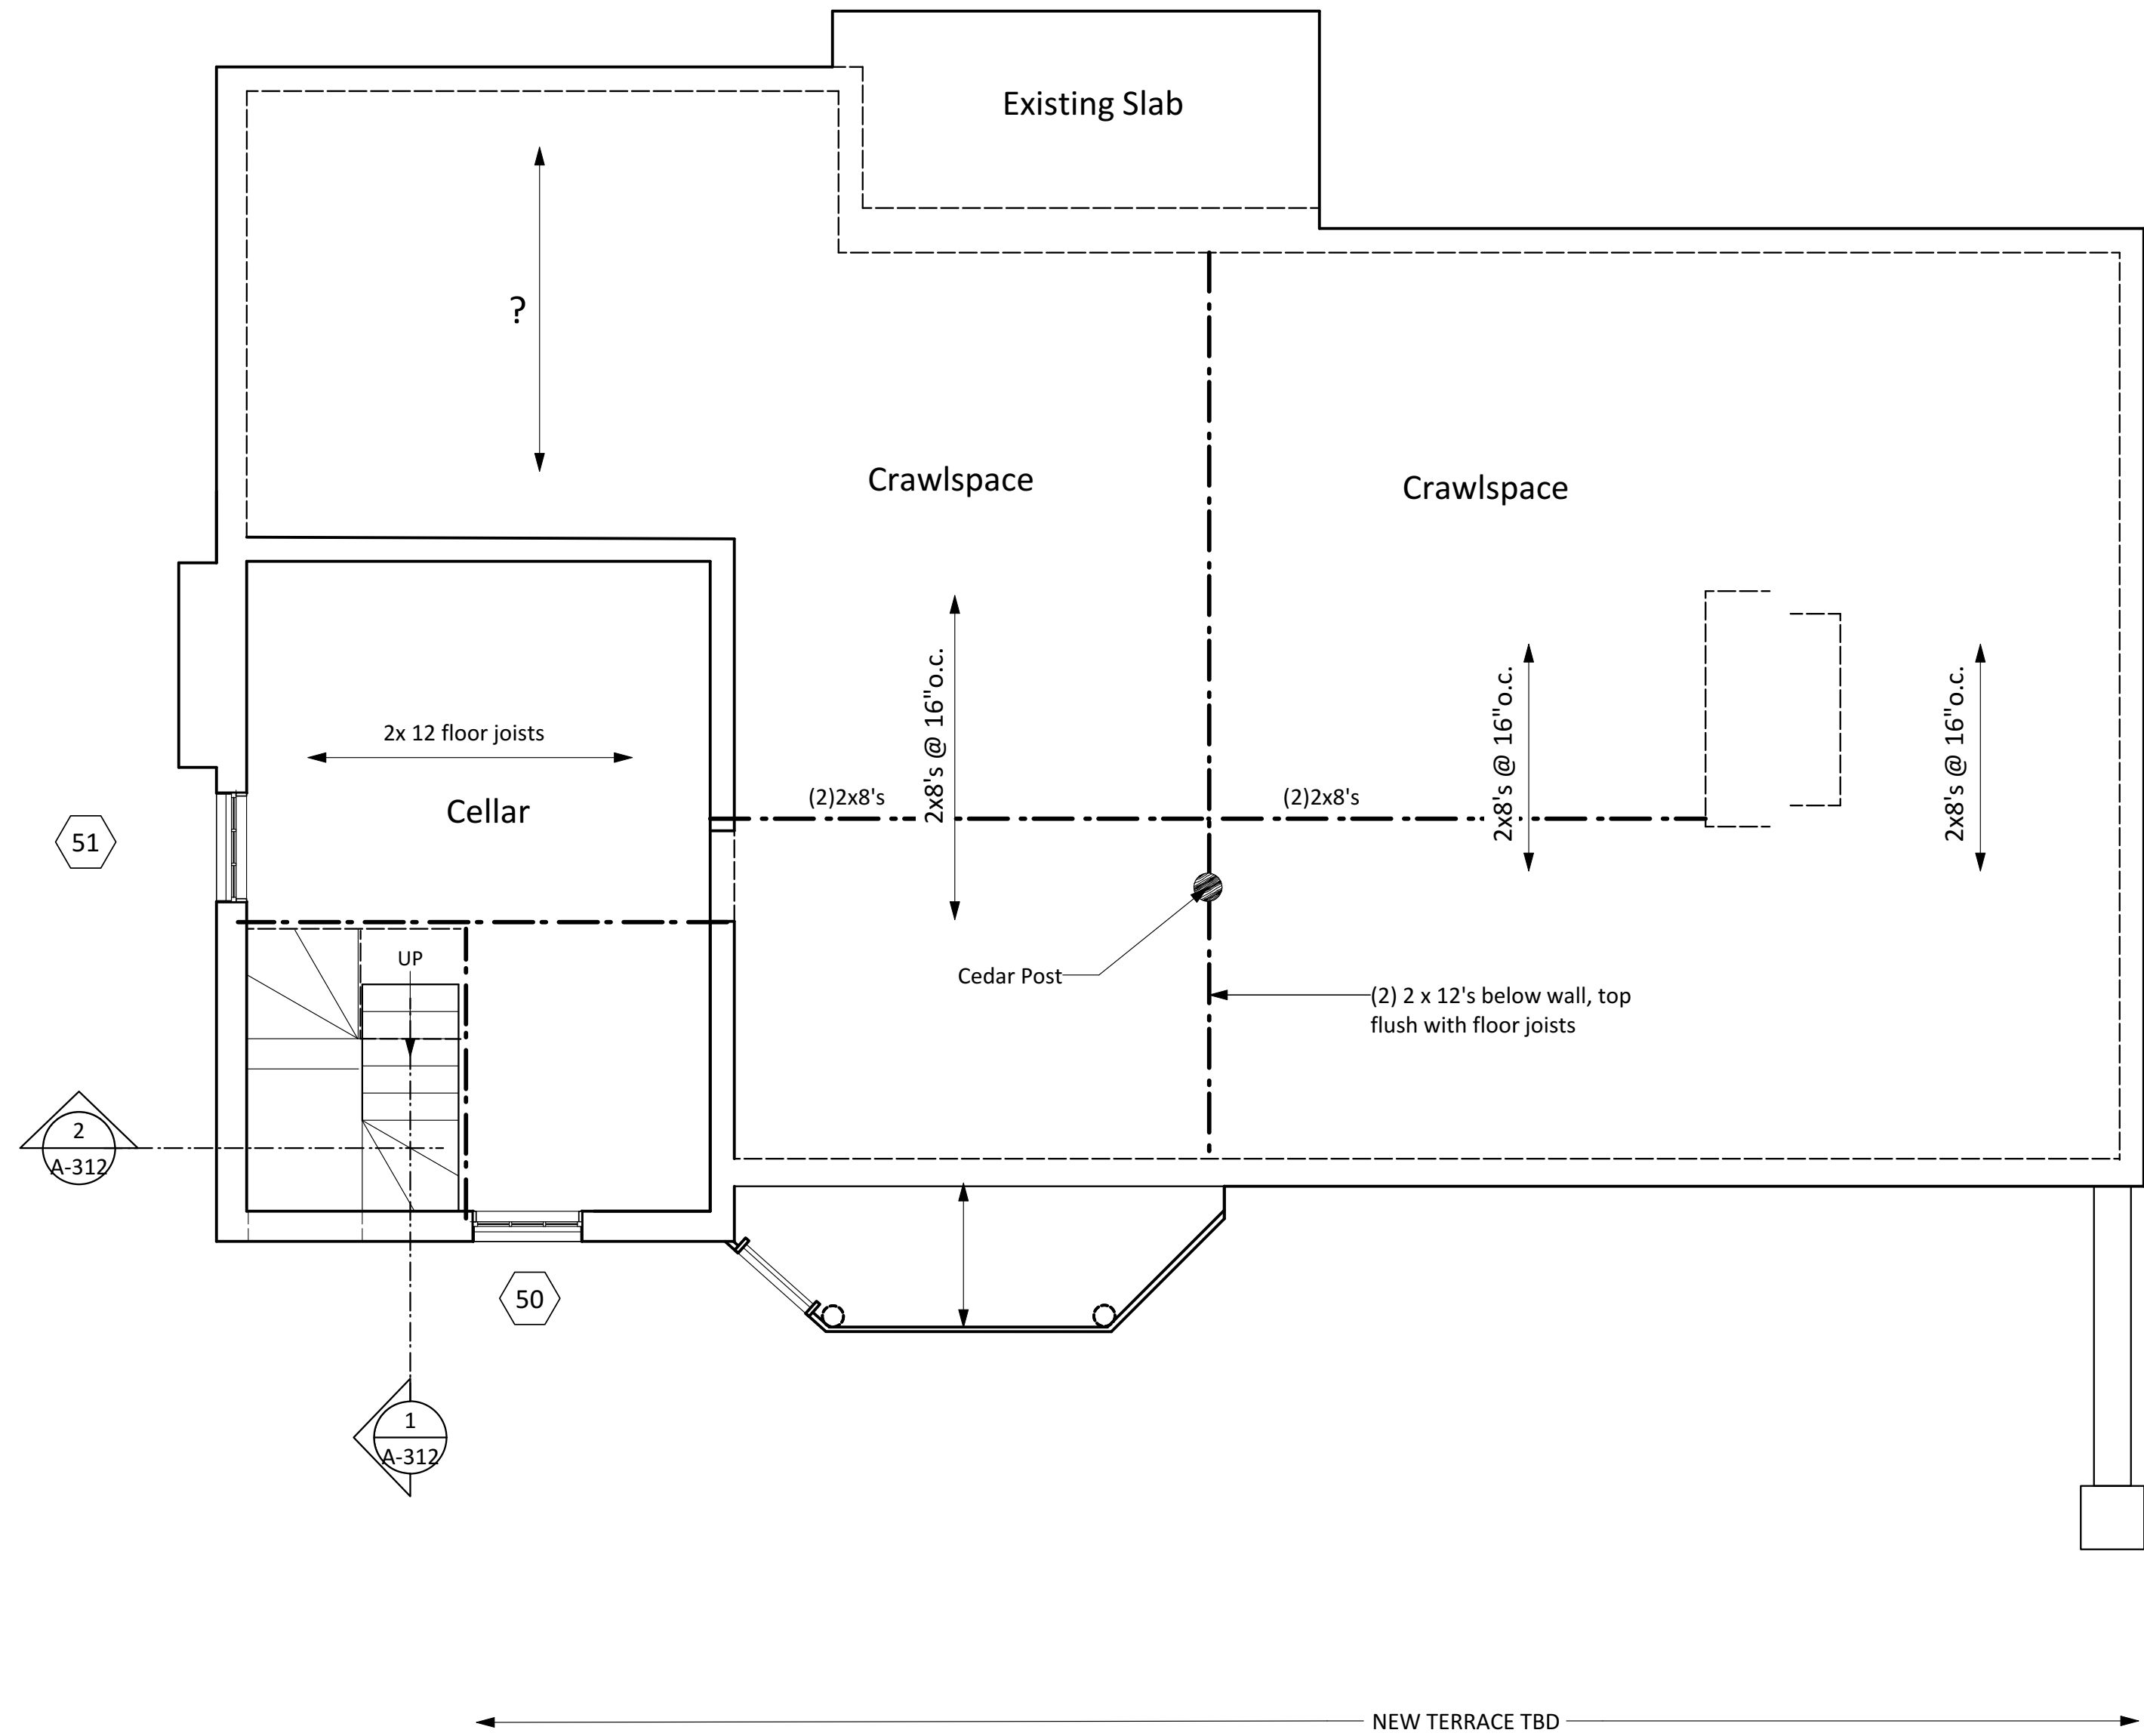 Existing Slab
?
Crawlspace
Crawlspace
2x 12 floor joists
2x8's @ 16"o.c.
2x8's @ 16"o.c.
2x8's @ 16"o.c.
(2)2x8's
(2)2x8's
Cellar
51
UP
Cedar Post
(2) 2 x 12's below wall, top
flush with floor joists
2
A-312
50
1
A-312
NEW TERRACE TBD